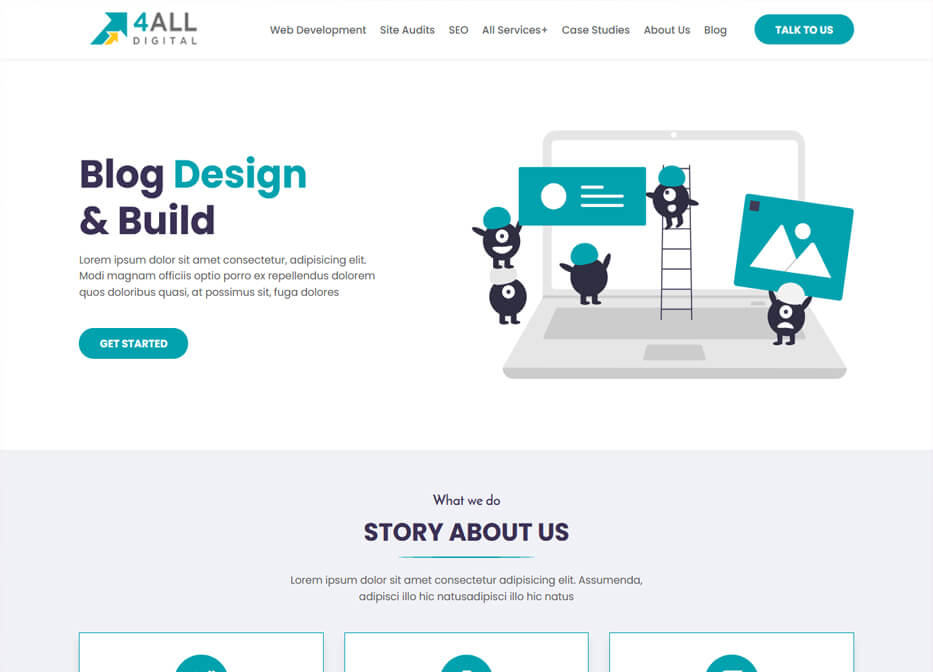 4ALL
DIGITAL
Web Development Site Audits SEO All Services+ Case Studies About Us Blog TALK TO US
Blog Design
& Build
Lorem ipsum dolor sit amet consectetur, adipisicing elit.
Modi magnam officiis optio porro ex repellendus dolorem
quos doloribus quasi, at possimus sit, fuga dolores
GET STARTED
What we do
STORY ABOUT US
Lorem ipsum dolor sit amet consectetur adipisicing elit. Assumenda,
adipisci illo hic natusadipisci illo hic natus